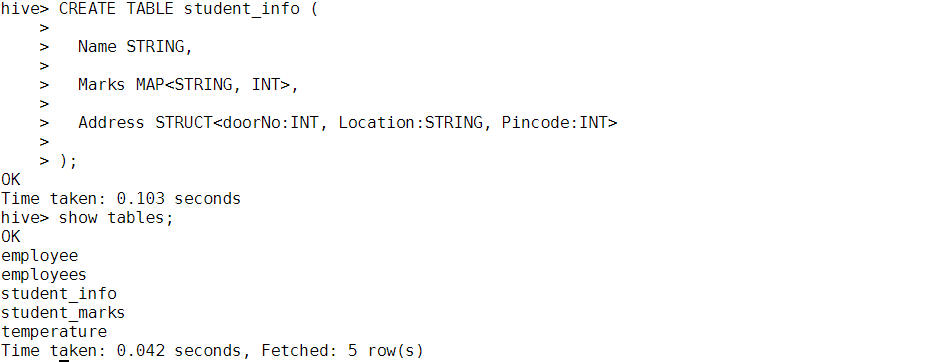 hive> CREATE TABLE student_info (
    >
    >   Name STRING,
    >
    >   Marks MAP<STRING, INT>,
    >
    >   Address STRUCT<doorNo:INT, Location:STRING, Pincode:INT>
    >
    > );
OK
Time taken: 0.103 seconds
hive> show tables;
OK
employee
employees
student_info
student_marks
temperature
Time taken: 0.042 seconds, Fetched: 5 row(s)